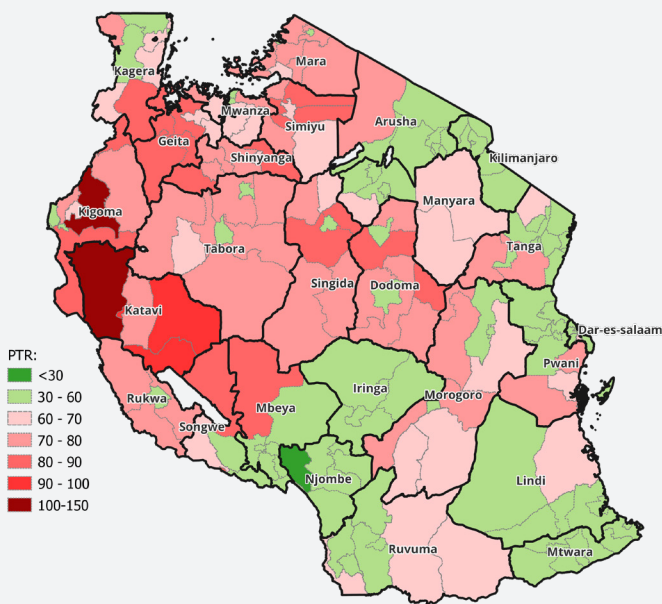 Kagera
Mara
Mwanza
Simiyu
Arusha
Geita
Shinyanga
Kilimanjaro
Manyara
Kigoma
Tabora
Tanga
Singida
Dodoma
Katavi
Dar-es-salaam
Pwani
PTR:
<30
30 - 60
60 - 70
70 - 80
80 - 90
90 - 100
100-150
Rukwa
Mbeya
Iringa
Morogoro
Songwe
Njombe
Lindi
Ruvuma
Mtwara